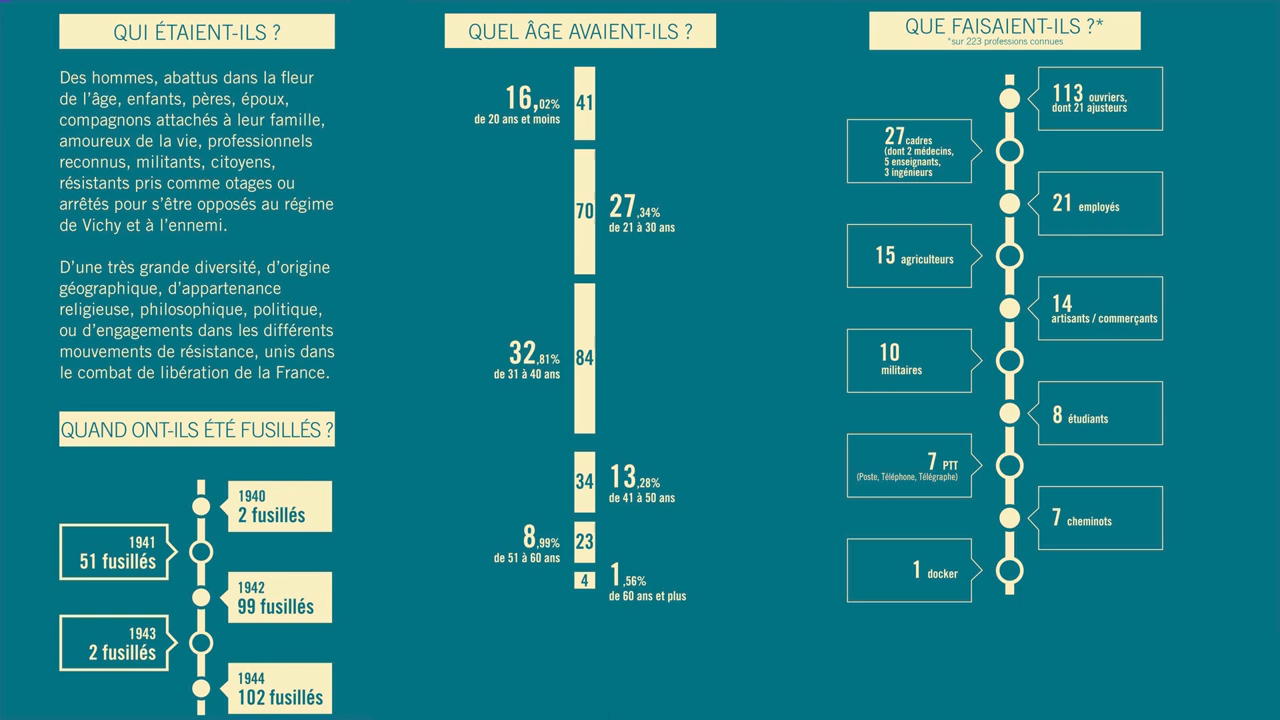 QUI ÉTAIENT-ILS ?
Des hommes, abattus dans la fleur
de l'âge, enfants, pères, époux,
compagnons attachés à leur famille,
amoureux de la vie, professionnels
reconnus, militants, citoyens,
résistants pris comme otages ou
arrêtés pour s'être opposés au régime
de Vichy et à l'ennemi.
D'une très grande diversité, d'origine
géographique, d'appartenance
religieuse, philosophique, politique,
ou d'engagements dans les différents
mouvements de résistance, unis dans
le combat de libération de la France.
QUAND ONT-ILS ÉTÉ FUSILLÉS ?
1940
2 fusillés
1941
51 fusillés
1942
99 fusillés
1943
2 fusillés
1944
102 fusillés
QUEL ÂGE AVAIENT-ILS ?
16,02%
de 20 ans et moins
41
70
27,34%
de 21 à 30 ans
32,81%
de 31 à 40 ans
84
34
13,28%
de 41 à 50 ans
8,99%
de 51 à 60 ans
23
4
1,56%
de 60 ans et plus
QUE FAISAIENT-ILS ?*
*sur 223 professions connues
113 ouvriers,
dont 21 ajusteurs
27 cadres
(dont 2 médecins,
5 enseignants,
3 ingénieurs
21 employés
15 agriculteurs
14
artisans / commerçants
10
militaires
8 étudiants
7 PTT
(Poste, Téléphone, Télégraphe)
7 cheminots
1 docker